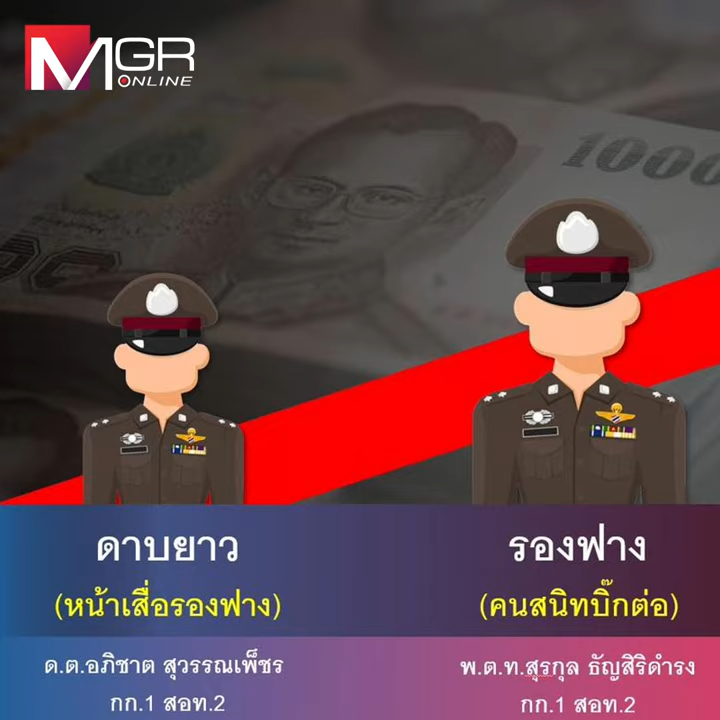 MGR
ONLINE
1000
ดาบยาว
(หน้าเสื่อรองฟาง)
ด.ต.อภิชาต สุวรรณเพ็ชร
กก.1 สอท.2
รองฟาง
(คนสนิทบิ๊กต่อ)
พ.ต.ท.สุรกุล ธัญสิริดำรง
กก.1 สอท.2